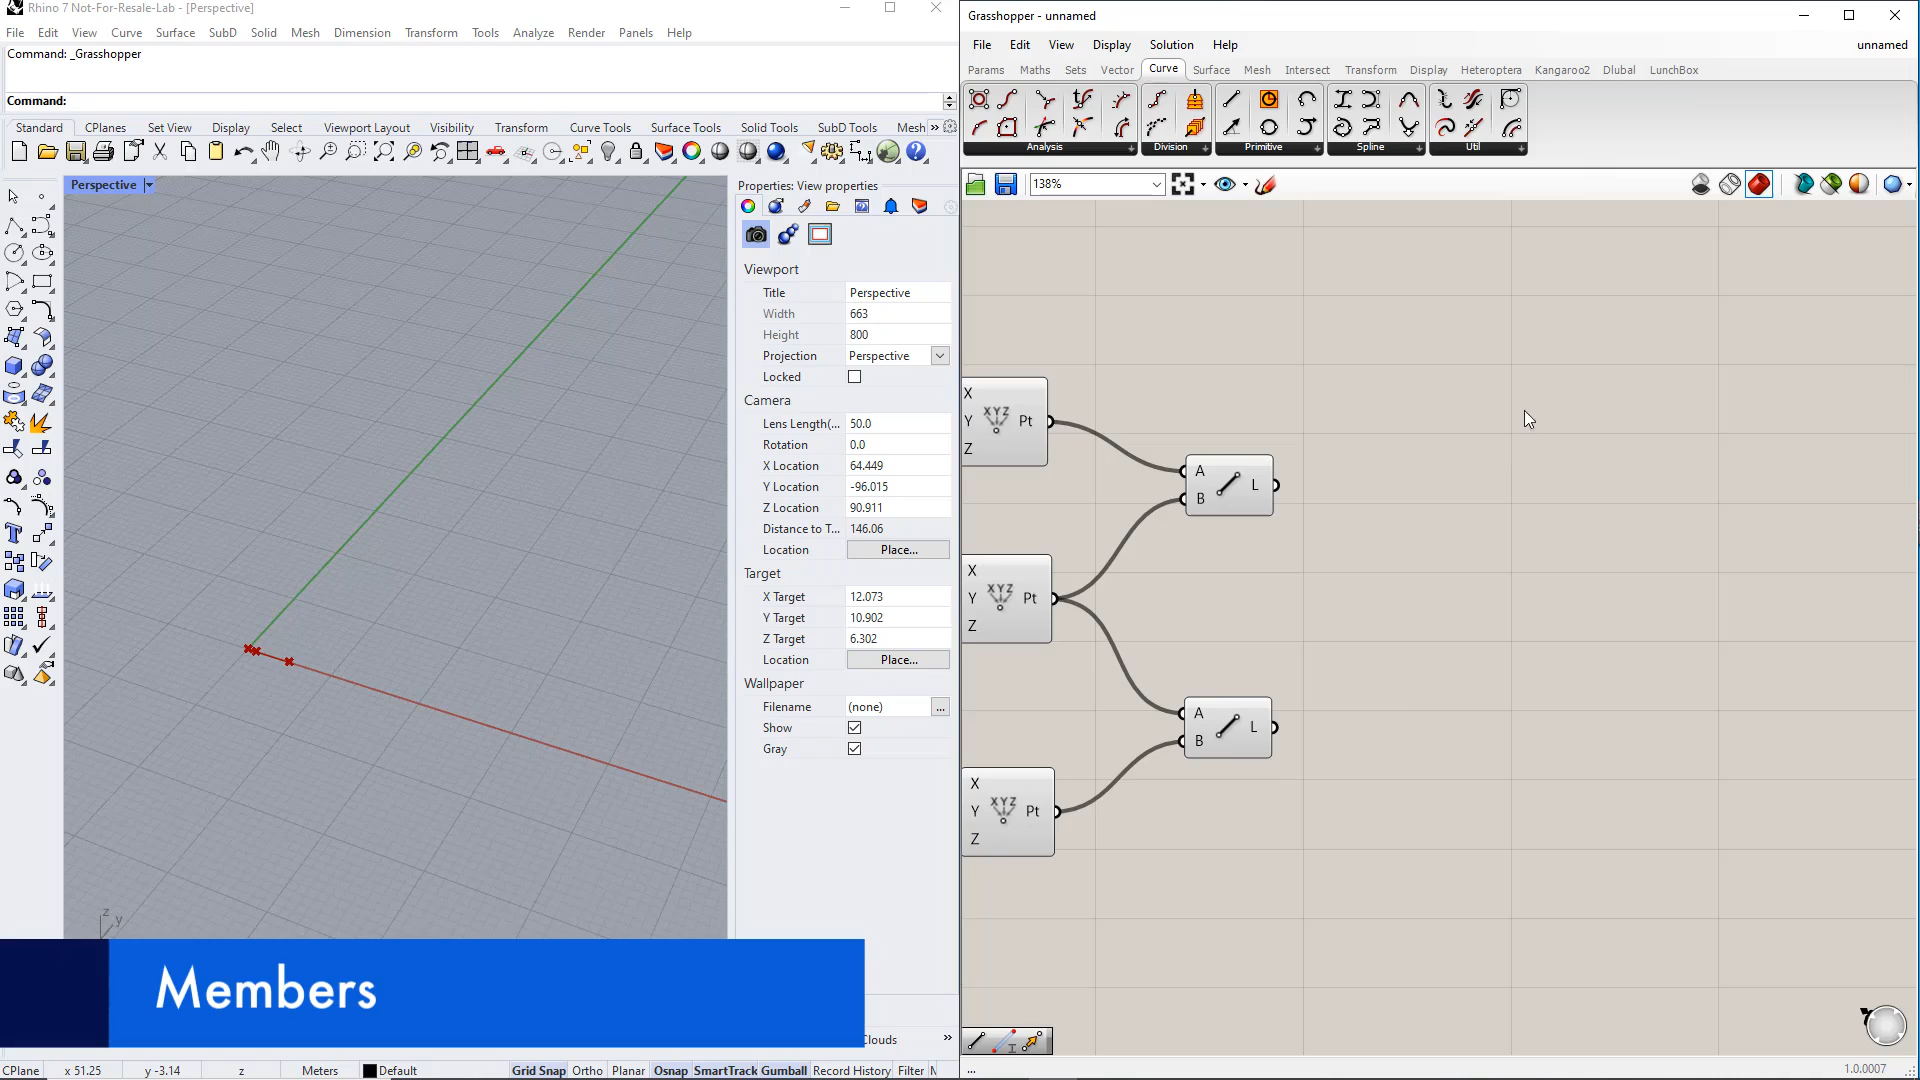 Rhino 7 Not-For-Resale-Lab - [Perspective]
File Edit View Curve Surface SubD Solid Mesh Dimension Transform Tools Analyze Render Panels Help
Command: _Grasshopper
Command:
Standard CPlanes Set View Display Select Viewport Layout Visibility Transform Curve Tools Surface Tools Solid Tools SubD Tools Mesh »
Perspective
Properties: View properties
Viewport
Title Perspective
Width 663
Height 800
Projection Perspective
Locked
Camera
Lens Length(... 50.0
Rotation 0.0
X Location 64.449
Y Location -96.015
Z Location 90.911
Distance to T... 146.06
Location Place...
Target
X Target 12.073
Y Target 10.902
Z Target 6.302
Location Place...
Wallpaper
Filename (none) ...
Show
Gray
z
y
Members
Clouds »
CPlane x 51.25 y -3.14 z Meters Default Grid Snap Ortho Planar Osnap SmartTrack Gumball Record History Filter
Grasshopper - unnamed
File Edit View Display Solution Help unnamed
Params Maths Sets Vector Curve Surface Mesh Intersect Transform Display Heteroptera Kangaroo2 Dlubal LunchBox
Analysis Division Primitive Spline Util
138%
X
Y XYZ Pt
Z
A
B L
X
Y XYZ Pt
Z
A
B L
X
Y XYZ Pt
Z
... 1.0.0007